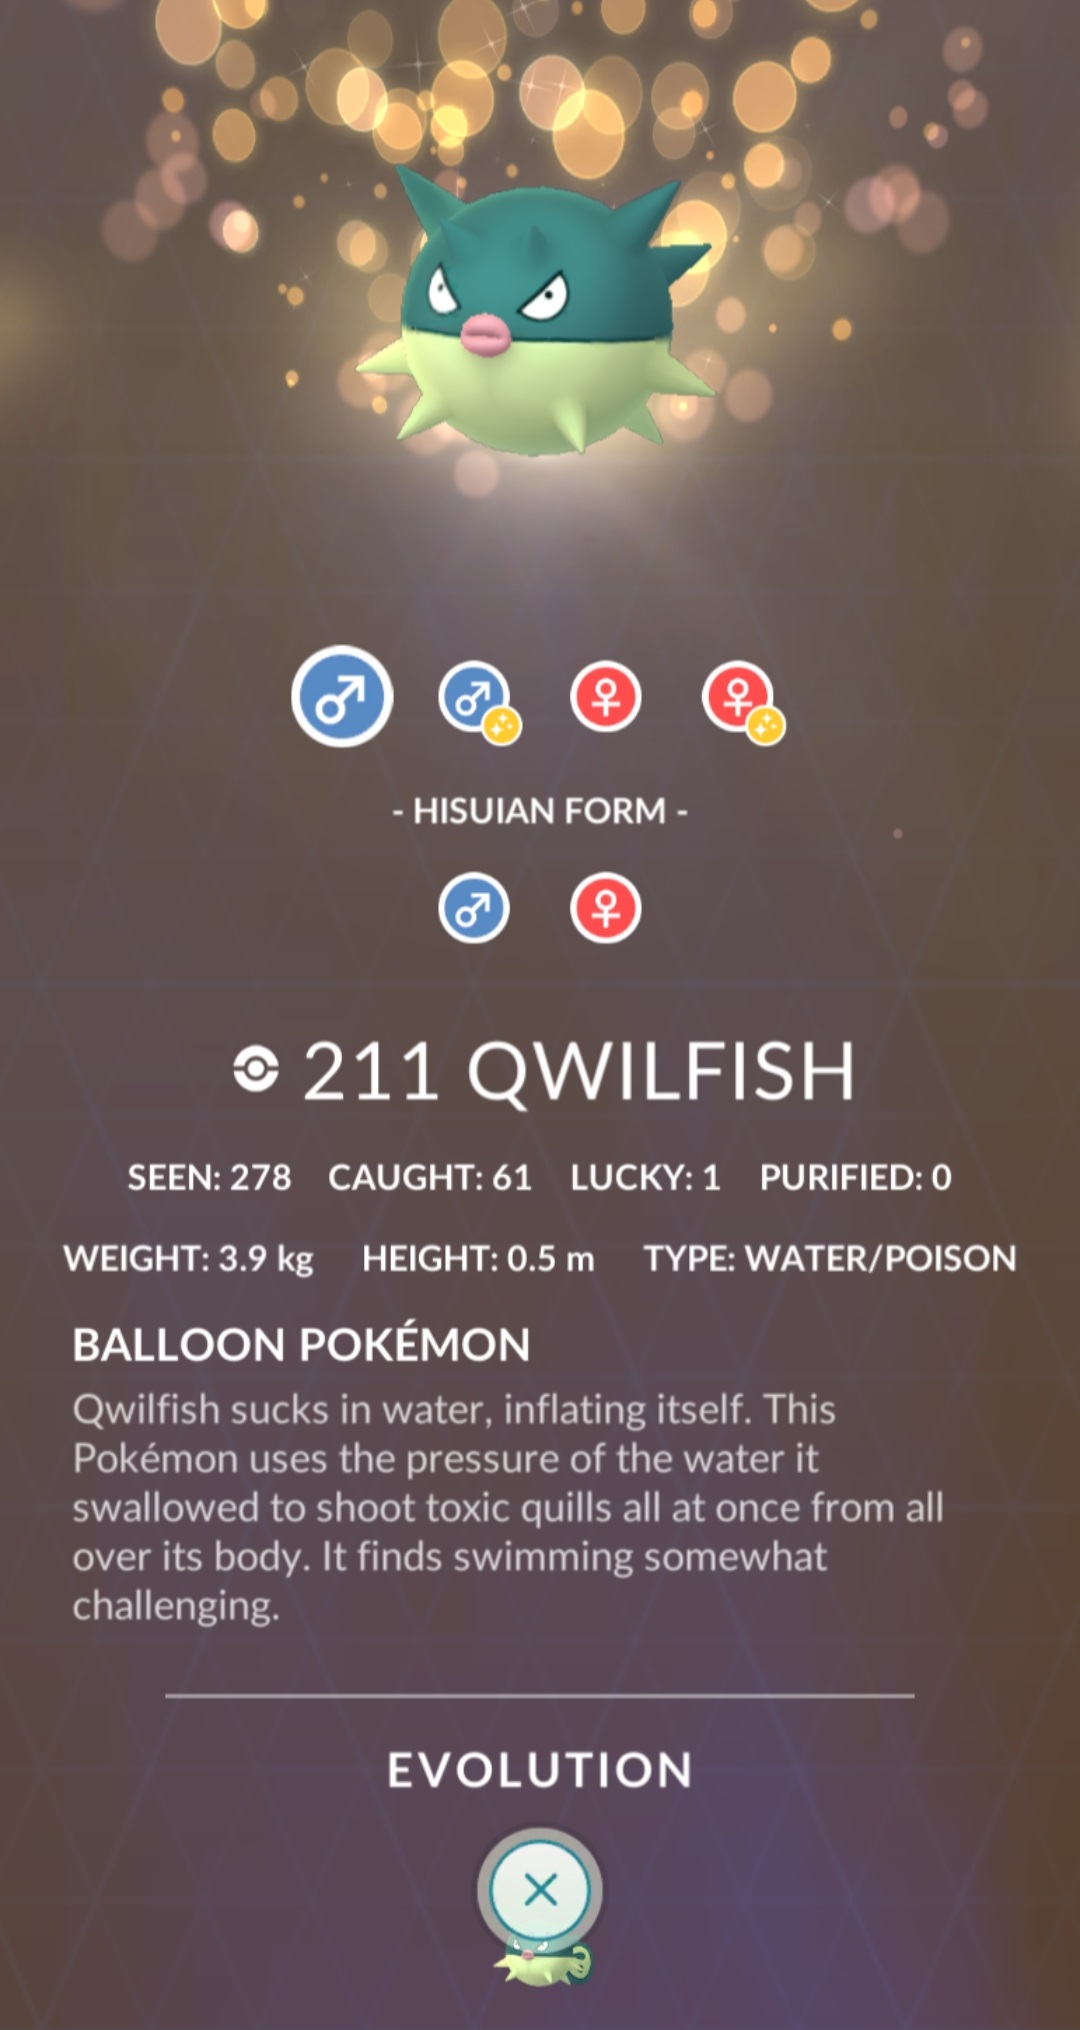 - HISUIAN FORM -
211 QWILFISH
SEEN: 278 CAUGHT: 61 LUCKY: 1 PURIFIED: 0
WEIGHT: 3.9 kg HEIGHT: 0.5 m TYPE: WATER/POISON
BALLOON POKÉMON
Qwilfish sucks in water, inflating itself. This
Pokémon uses the pressure of the water it
swallowed to shoot toxic quills all at once from all
over its body. It finds swimming somewhat
challenging.
EVOLUTION